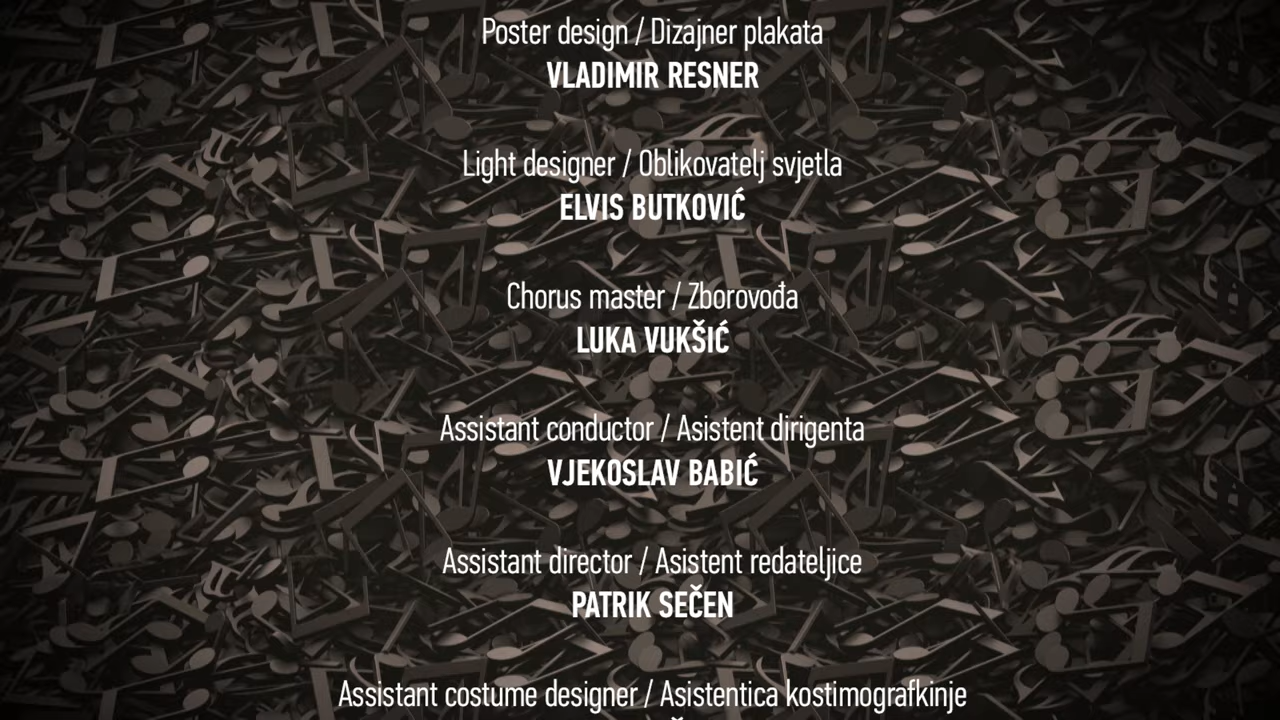 Poster design / Dizajner plakata
VLADIMIR RESNER
Light designer / Oblikovatelj svjetla
ELVIS BUTKOVIĆ
Chorus master / Zborovođa
LUKA VUKŠIĆ
Assistant conductor / Asistent dirigenta
VJEKOSLAV BABIĆ
Assistant director / Asistent redateljice
PATRIK SEČEN
Assistant costume designer / Asistentica kostimografkinje